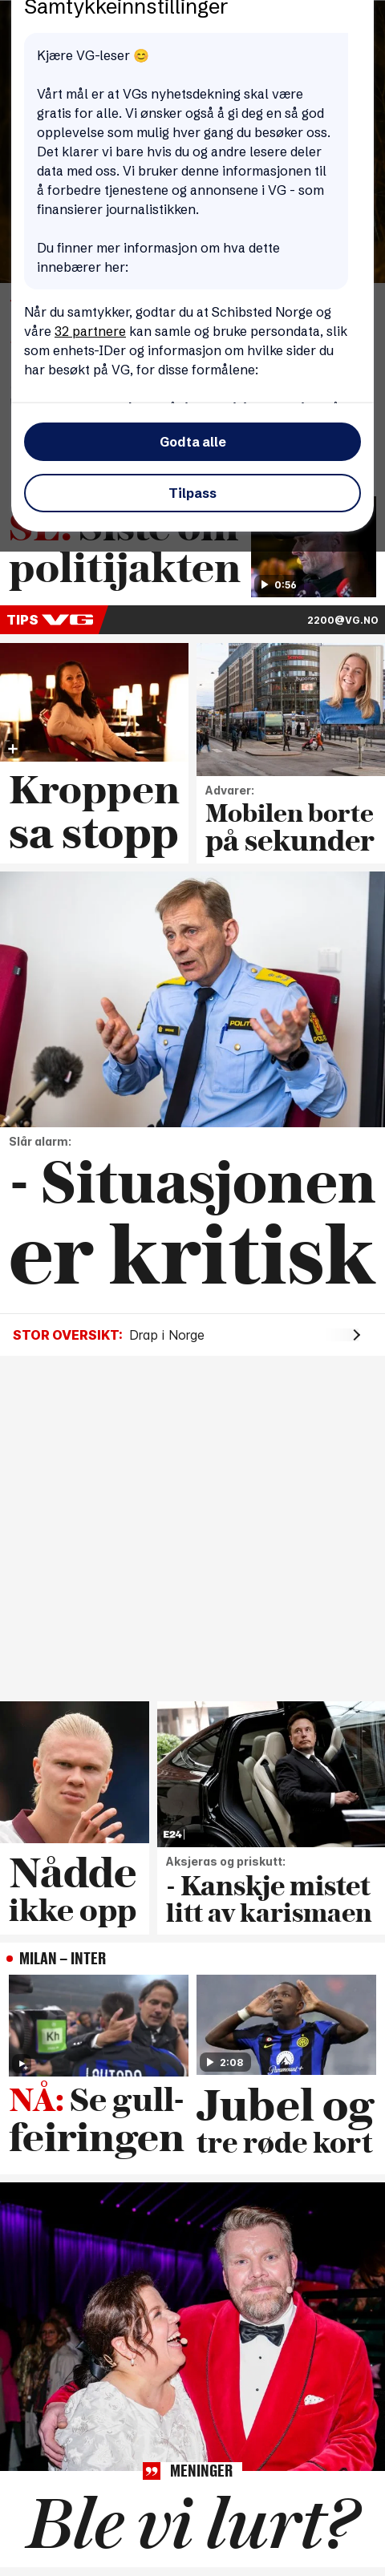 Samtykkeinnstillinger
Kjære VG-leser 😊
Vårt mål er at VGs nyhetsdekning skal være
gratis for alle. Vi ønsker også å gi deg en så god
opplevelse som mulig hver gang du besøker oss.
Det klarer vi bare hvis du og andre lesere deler
data med oss. Vi bruker denne informasjonen til
å forbedre tjenestene og annonsene i VG - som
finansierer journalistikken.
Du finner mer informasjon om hva dette
innebærer her:
Når du samtykker, godtar du at Schibsted Norge og
våre 32 partnere kan samle og bruke persondata, slik
som enhets-IDer og informasjon om hvilke sider du
har besøkt på VG, for disse formålene:
Godta alle
Tilpass
SE: Siste om
politijakten
0:56
TIPS VG
2200@VG.NO
Kroppen
sa stopp
Advarer:
Mobilen borte
på sekunder
POLITI
Slår alarm:
- Situasjonen
er kritisk
STOR OVERSIKT: Drap i Norge
E24
Nådde
ikke opp
Aksjeras og priskutt:
- Kanskje mistet
litt av karismaen
MILAN – INTER
Kh
LAUTARO
2:08
Paramount+
NÅ: Se gull-
feiringen
Jubel og
tre røde kort
MENINGER
Ble vi lurt?